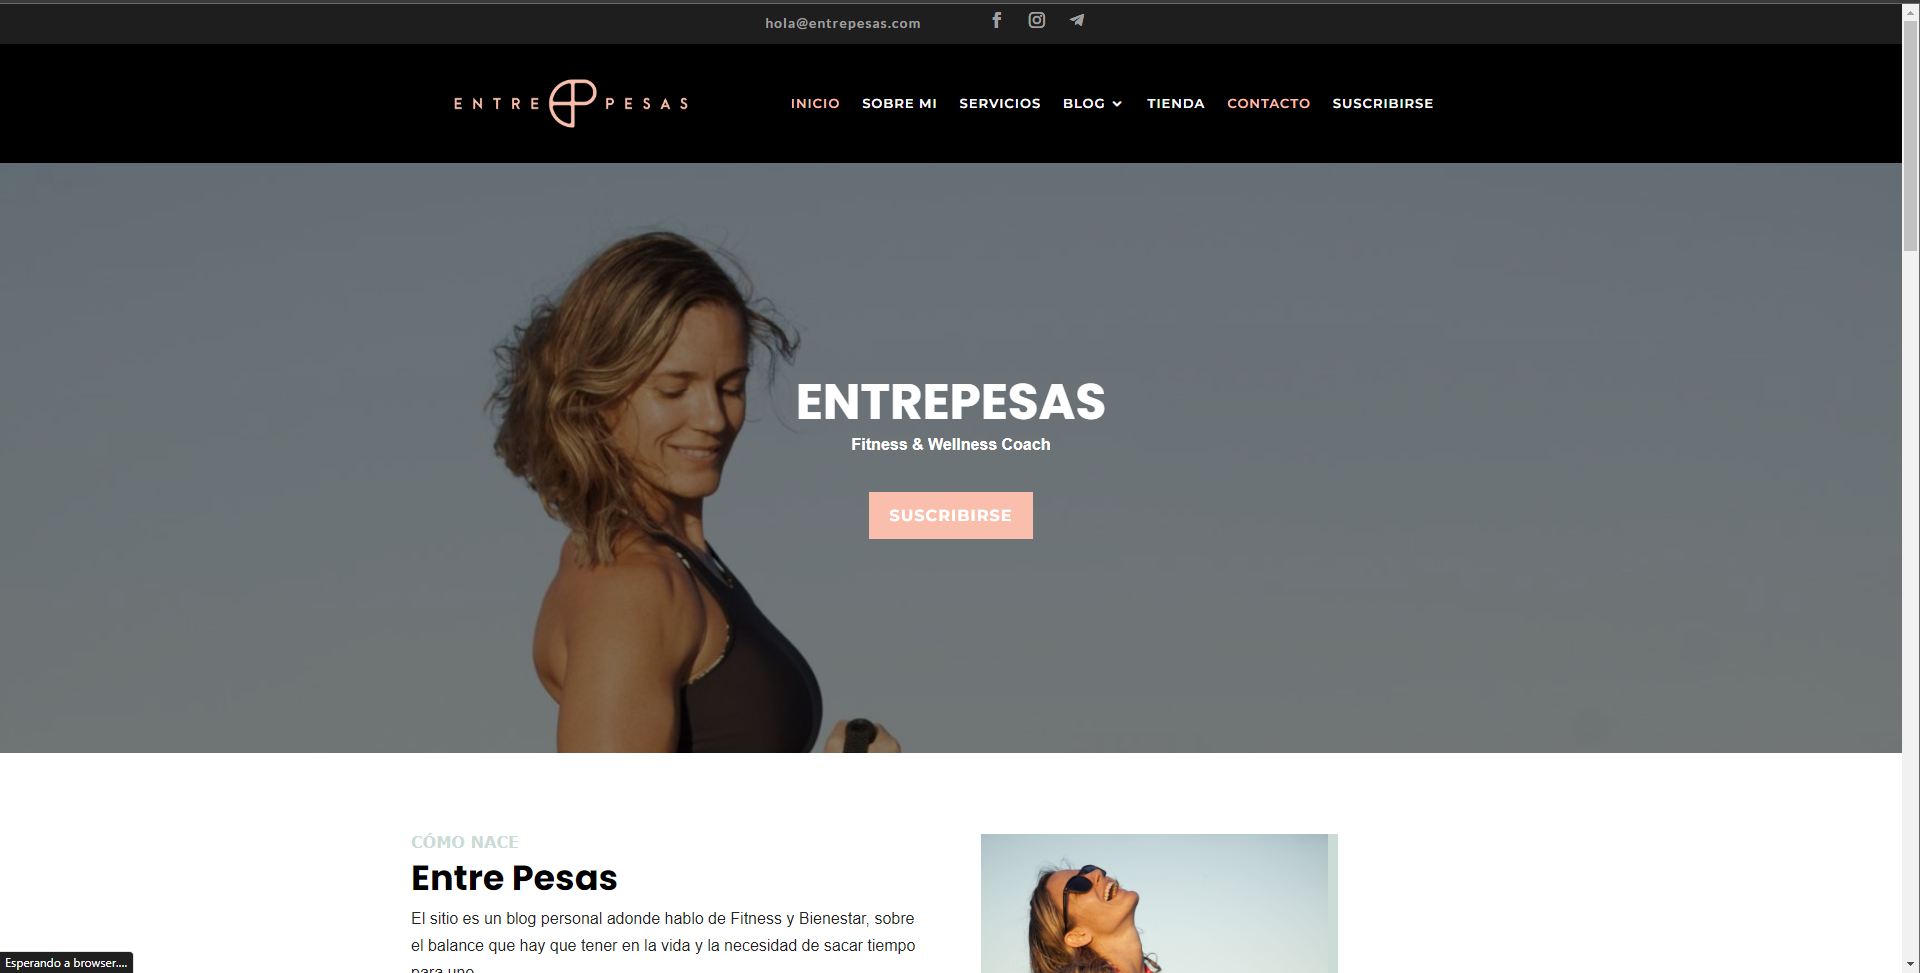 hola@entrepesas.com
ENTRE PESAS
INICIO SOBRE MI SERVICIOS BLOG TIENDA CONTACTO SUSCRIBIRSE
ENTREPESAS
Fitness & Wellness Coach
SUSCRIBIRSE
CÓMO NACE
Entre Pesas
El sitio es un blog personal adonde hablo de Fitness y Bienestar, sobre
el balance que hay que tener en la vida y la necesidad de sacar tiempo
para uno
Esperando a browser....